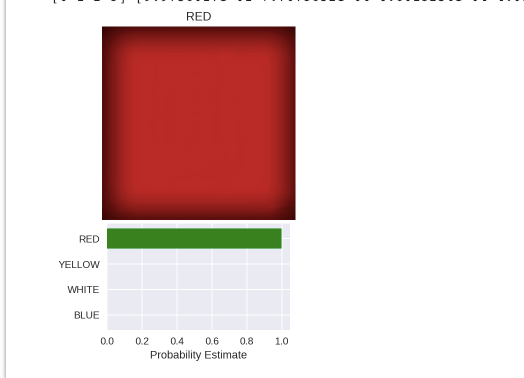 RED
RED
YELLOW
WHITE
BLUE
0.0 0.2 0.4 0.6 0.8 1.0
Probability Estimate